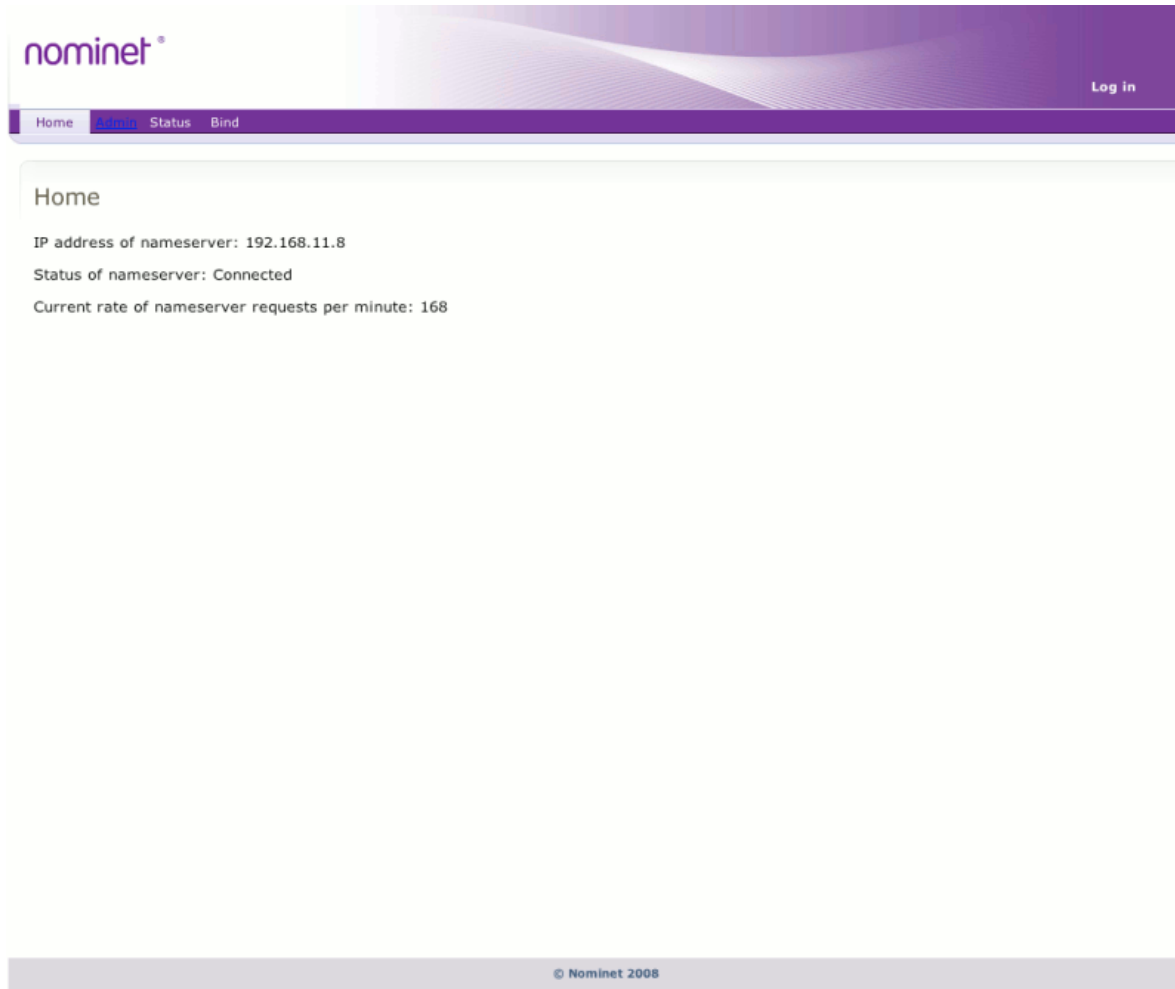 nominet ®
Log in
Home Admin Status Bind
Home
IP address of nameserver: 192.168.11.8
Status of nameserver: Connected
Current rate of nameserver requests per minute: 168
© Nominet 2008